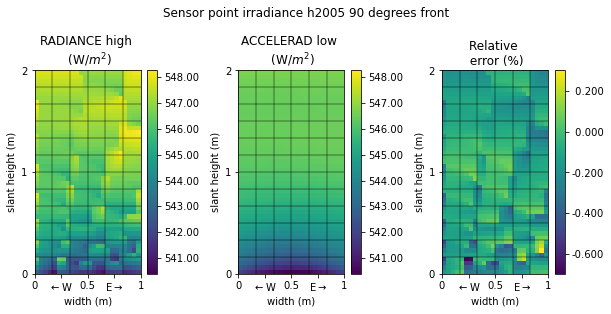 Sensor point irradiance h2005 90 degrees front
RADIANCE high
(W/m²)
ACCELERAD low
(W/m²)
Relative
error (%)
slant height (m)
2
1
0
0
0.5
1
←W
E→
width (m)
548.00
547.00
546.00
545.00
544.00
543.00
542.00
541.00
slant height (m)
2
1
0
0
0.5
1
←W
E→
width (m)
548.00
547.00
546.00
545.00
544.00
543.00
542.00
541.00
slant height (m)
2
1
0
0
0.5
1
←W
E→
width (m)
0.200
0.000
-0.200
-0.400
-0.600